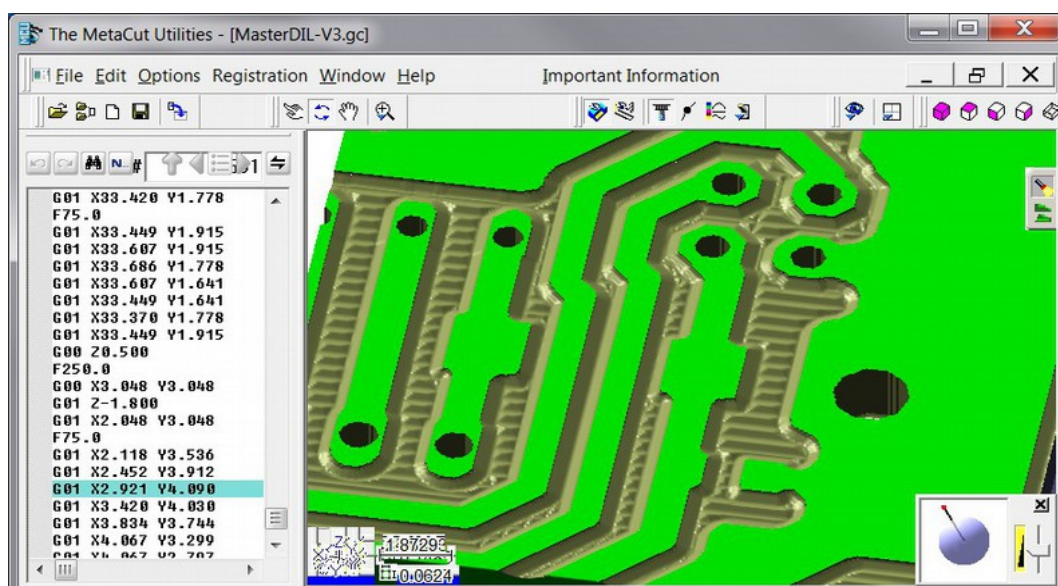 The MetaCut Utilities - [MasterDIL-V3.gc]
File Edit Options Registration Window Help Important Information
N... #
G01 X33.420 Y1.778
F75.0
G01 X33.449 Y1.915
G01 X33.607 Y1.915
G01 X33.686 Y1.778
G01 X33.607 Y1.641
G01 X33.449 Y1.641
G01 X33.370 Y1.778
G01 X33.449 Y1.915
G00 Z0.500
F250.0
G00 X3.048 Y3.048
G01 Z-1.800
G01 X2.048 Y3.048
F75.0
G01 X2.118 Y3.536
G01 X2.452 Y3.912
G01 X2.921 Y4.090
G01 X3.420 Y4.030
G01 X3.834 Y3.744
G01 X4.067 Y3.299
G01 X4.067 Y2.797
1.87293
0.0624